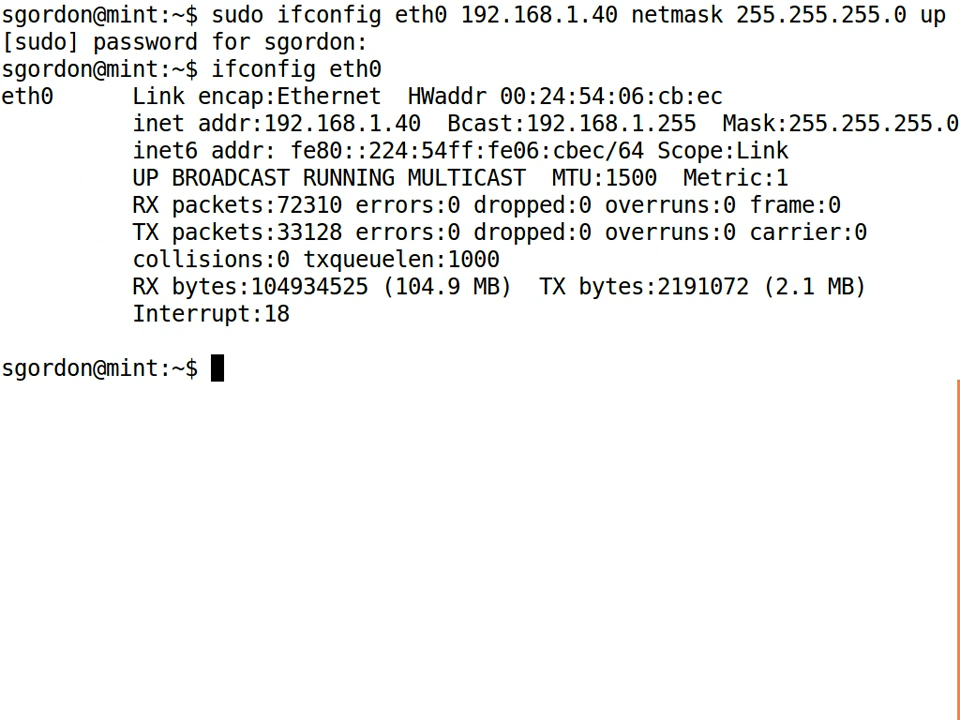 sgordon@mint:~$ sudo ifconfig eth0 192.168.1.40 netmask 255.255.255.0 up
[sudo] password for sgordon:
sgordon@mint:~$ ifconfig eth0
eth0      Link encap:Ethernet  HWaddr 00:24:54:06:cb:ec
          inet addr:192.168.1.40  Bcast:192.168.1.255  Mask:255.255.255.0
          inet6 addr: fe80::224:54ff:fe06:cbec/64 Scope:Link
          UP BROADCAST RUNNING MULTICAST  MTU:1500  Metric:1
          RX packets:72310 errors:0 dropped:0 overruns:0 frame:0
          TX packets:33128 errors:0 dropped:0 overruns:0 carrier:0
          collisions:0 txqueuelen:1000
          RX bytes:104934525 (104.9 MB)  TX bytes:2191072 (2.1 MB)
          Interrupt:18
sgordon@mint:~$